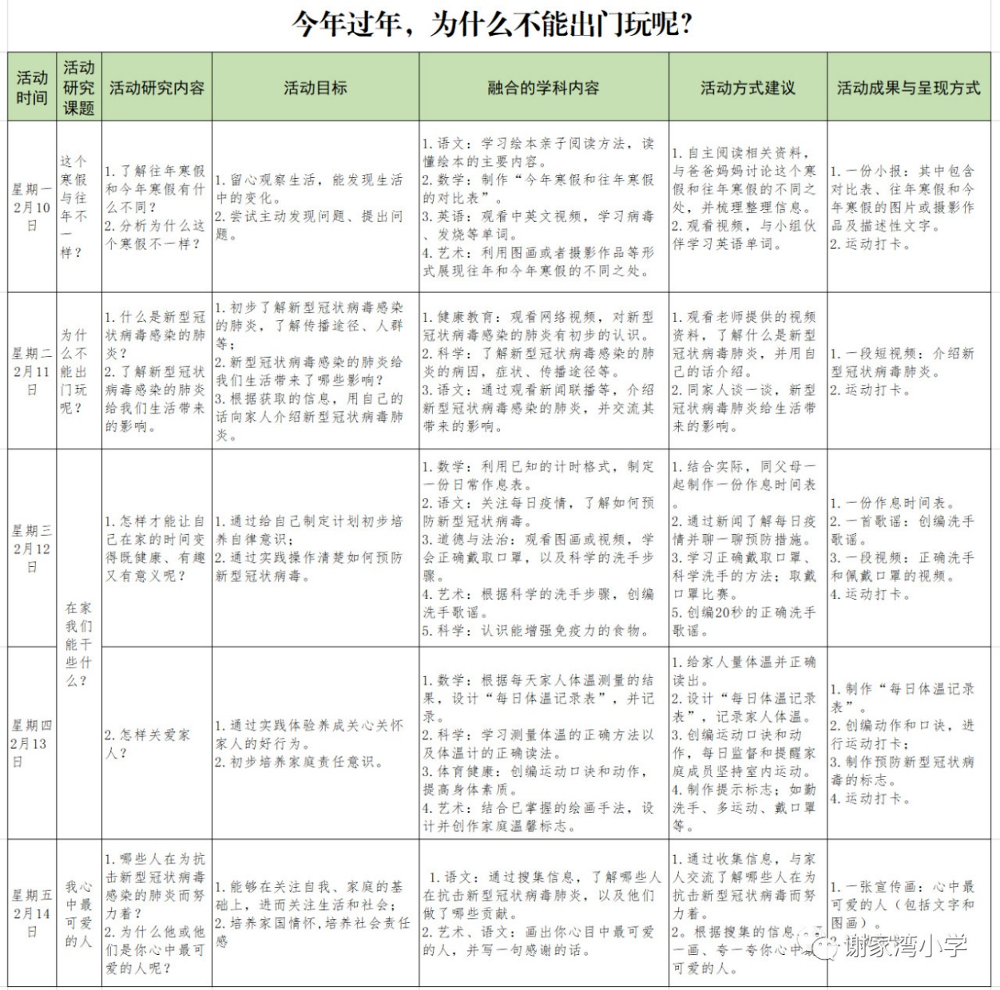 今年过年，为什么不能出门玩呢？
活动
时间
活动
研究
课题
活动研究内容
活动目标
融合的学科内容
活动方式建议
活动成果与呈现方式
星期一
2月10
日
这个
寒假
与往
年不
一
样？
1.了解往年寒假
和今年寒假有什
么不同？
2.分析为什么这
个寒假不一样？
1.留心观察生活，能发现生活
中的变化。
2.尝试主动发现问题、提出问
题。
1.语文：学习绘本亲子阅读方法，读
懂绘本的主要内容。
2.数学：制作“今年寒假和往年寒假
的对比表”。
3.英语：观看中英文视频，学习病毒
、发烧等单词。
4.艺术：利用图画或者摄影作品等形
式展现往年和今年寒假的不同之处。
1.自主阅读相关资料，
与爸爸妈妈讨论这个寒
假和往年寒假的不同之
处，并梳理整理信息。
2.观看视频，与小组伙
伴学习英语单词。
1.一份小报：其中包含
对比表、往年寒假和今
年寒假的图片或摄影作
品及描述性文字。
2.运动打卡。
星期二
2月11
日
为什
么不
能出
门玩
呢？
1.什么是新型冠
状病毒感染的肺
炎？
2.了解新型冠状
病毒感染的肺炎
给我们生活带来
的影响。
1.初步了解新型冠状病毒感染
的肺炎，了解传播途径、人群
等；
2.新型冠状病毒感染的肺炎给
我们生活带来了哪些影响？
3.根据获取的信息，用自己的
话向家人介绍新型冠状病毒肺
炎。
1.健康教育：观看网络视频，对新型
冠状病毒感染的肺炎有初步的认识。
2.科学：了解新型冠状病毒感染的肺
炎的病因，症状、传播途径等。
3.语文：通过观看新闻联播等，介绍
新型冠状病毒感染的肺炎，并交流其
带来的影响。
1.观看老师提供的视频
资料，了解什么是新型
冠状病毒肺炎，并用自
己的话介绍。
2.同家人谈一谈，新型
冠状病毒肺炎给生活带
来的影响。
1.一段短视频：介绍新
型冠状病毒肺炎。
2.运动打卡。
星期三
2月12
日
在家
我们
能干
些什
么？
1.怎样才能让自
己在家的时间变
得既健康、有趣
又有意义呢？
1.通过给自己制定计划初步培
养自律意识；
2.通过实践操作清楚如何预防
新型冠状病毒。
1.数学：利用已知的计时格式，制定
一份日常作息表。
2.语文：关注每日疫情，了解如何预
防新型冠状病毒。
3.道德与法治：观看图画或视频，学
会正确戴取口罩，以及科学的洗手步
骤。
4.艺术：根据科学的洗手步骤，创编
洗手歌谣。
5.科学：认识能增强免疫力的食物。
1.结合实际，同父母一
起制作一份作息时间表
。
2.通过新闻了解每日疫
情并聊一聊预防措施。
3.学习正确戴取口罩、
科学洗手的方法；取戴
口罩比赛。
5.创编20秒的正确洗手
歌谣。
1.一份作息时间表。
2.一首歌谣：创编洗手
歌谣。
3.一段视频：正确洗手
和佩戴口罩的视频。
4.运动打卡。
星期四
2月13
日
2.怎样关爱家
人？
1.通过实践体验养成关心关怀
家人的好行为。
2.初步培养家庭责任意识。
1.数学：根据每天家人体温测量的结
果，设计“每日体温记录表”，并记
录。
2.科学：学习测量体温的正确方法以
及体温计的正确读法。
3.体育健康：创编运动口诀和动作，
提高身体素质。
4.艺术：结合已掌握的绘画手法，设
计并创作家庭温馨标志。
1.给家人量体温并正确
读出。
2.设计“每日体温记录
表”，记录家人体温。
3.创编运动口诀和动
作，每日监督和提醒家
庭成员坚持室内运动。
4.制作提示标志；如勤
洗手、多运动、戴口罩
等。
1.制作“每日体温记录
表”。
2.创编动作和口诀，进
行运动打卡；
3.制作预防新型冠状病
毒的标志。
4.运动打卡。
星期五
2月14
日
我心
中最
可爱
的人
1.哪些人在为抗
击新型冠状病毒
感染的肺炎而努
力着？
2.为什么他或他
们是你心中最可
爱的人呢？
1.能够在关注自我、家庭的基
础上，进而关注生活和社会；
2.培养家国情怀,培养社会责任
感
1.语文：通过搜集信息，了解哪些人
在抗击新型冠状病毒肺炎，以及他们
做了哪些贡献。
2.艺术、语文：画出你心目中最可爱
的人，并写一句感谢的话。
1.通过收集信息，与家
人交流了解哪些人在为
抗击新型冠状病毒而努
力着。
2。根据搜集的信息
一画、夸一夸你心中最
可爱的人。
1.一张宣传画：心中最
可爱的人（包括文字和
图画）。
谢家湾小学